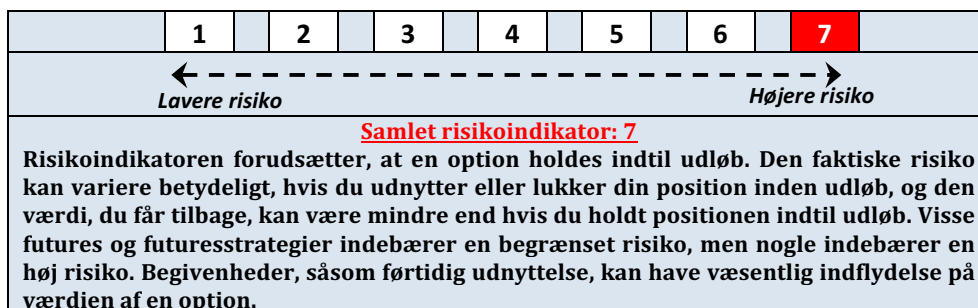 1 2 3 4 5 6 7
Lavere risiko Højere risiko
Samlet risikoindikator: 7
Risikoindikatoren forudsætter, at en option holdes indtil udløb. Den faktiske risiko
kan variere betydeligt, hvis du udnytter eller lukker din position inden udløb, og den
værdi, du får tilbage, kan være mindre end hvis du holdt positionen indtil udløb. Visse
futures og futuresstrategier indebærer en begrænset risiko, men nogle indebærer en
høj risiko. Begivenheder, såsom førtidig udnyttelse, kan have væsentlig indflydelse på
værdien af en option.